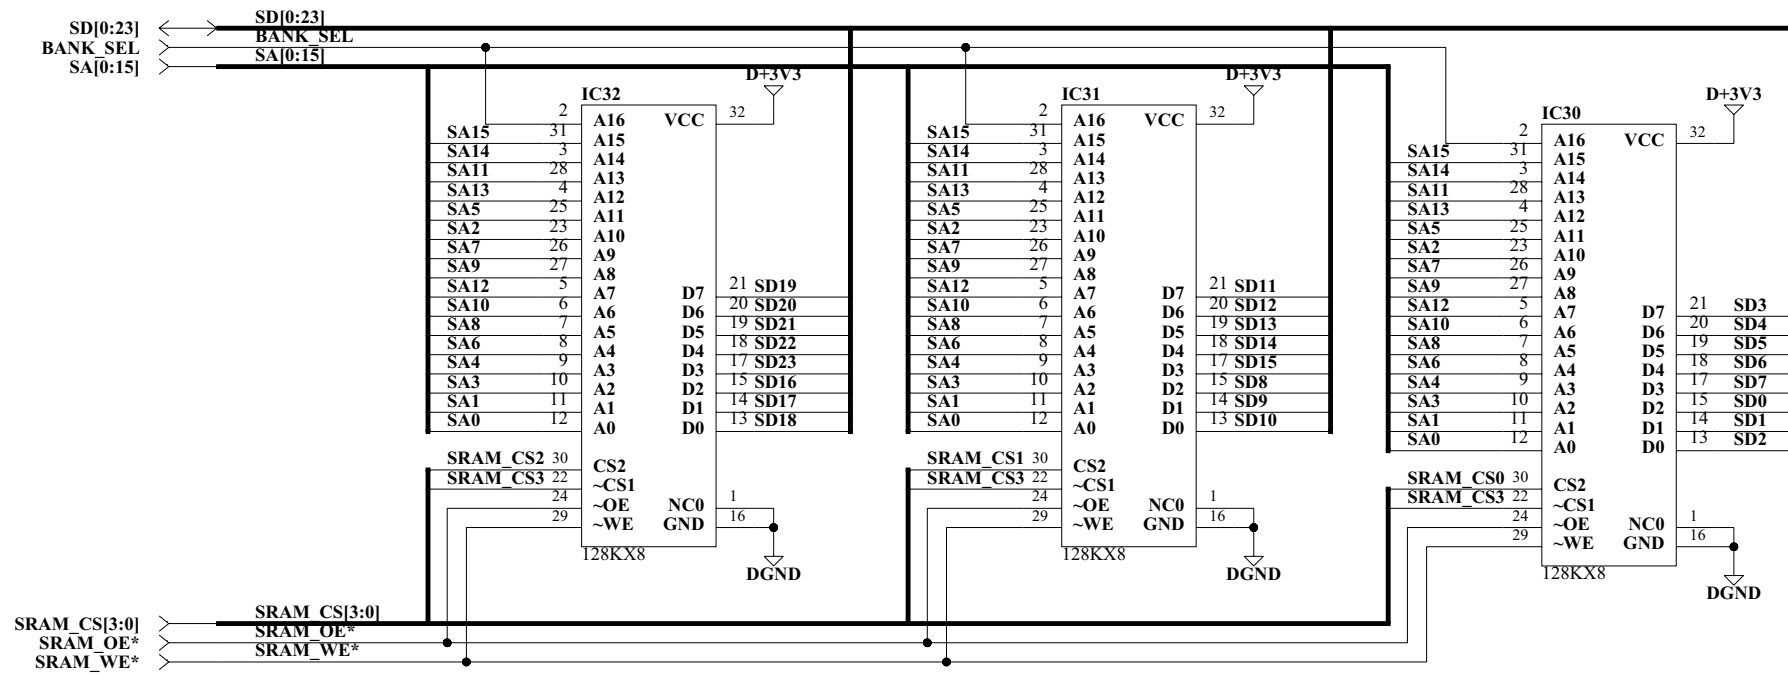 SD[0:23] SD[0:23]
BANK_SEL BANK_SEL
SA[0:15] SA[0:15]
IC32
D+3V3
2 A16 VCC 32
SA15 31 A15
SA14 3 A14
SA11 28 A13
SA13 4 A12
SA5 25 A11
SA2 23 A10
SA7 26 A9
SA9 27 A8
SA12 5 A7 D7 21 SD19
SA10 6 A6 D6 20 SD20
SA8 7 A5 D5 19 SD21
SA6 8 A4 D4 18 SD22
SA4 9 A3 D3 17 SD23
SA3 10 A2 D2 15 SD16
SA1 11 A1 D1 14 SD17
SA0 12 A0 D0 13 SD18
SRAM_CS2 30 CS2
SRAM_CS3 22 ~CS1
24 ~OE NC0 1
29 ~WE GND 16
128KX8
DGND
IC31
D+3V3
2 A16 VCC 32
SA15 31 A15
SA14 3 A14
SA11 28 A13
SA13 4 A12
SA5 25 A11
SA2 23 A10
SA7 26 A9
SA9 27 A8
SA12 5 A7 D7 21 SD11
SA10 6 A6 D6 20 SD12
SA8 7 A5 D5 19 SD13
SA6 8 A4 D4 18 SD14
SA4 9 A3 D3 17 SD15
SA3 10 A2 D2 15 SD8
SA1 11 A1 D1 14 SD9
SA0 12 A0 D0 13 SD10
SRAM_CS1 30 CS2
SRAM_CS3 22 ~CS1
24 ~OE NC0 1
29 ~WE GND 16
128KX8
DGND
IC30
D+3V3
2 A16 VCC 32
SA15 31 A15
SA14 3 A14
SA11 28 A13
SA13 4 A12
SA5 25 A11
SA2 23 A10
SA7 26 A9
SA9 27 A8
SA12 5 A7 D7 21 SD3
SA10 6 A6 D6 20 SD4
SA8 7 A5 D5 19 SD5
SA6 8 A4 D4 18 SD6
SA4 9 A3 D3 17 SD7
SA3 10 A2 D2 15 SD0
SA1 11 A1 D1 14 SD1
SA0 12 A0 D0 13 SD2
SRAM_CS0 30 CS2
SRAM_CS3 22 ~CS1
24 ~OE NC0 1
29 ~WE GND 16
128KX8
DGND
SRAM_CS[3:0] SRAM_CS[3:0]
SRAM_OE* SRAM_OE*
SRAM_WE* SRAM_WE*